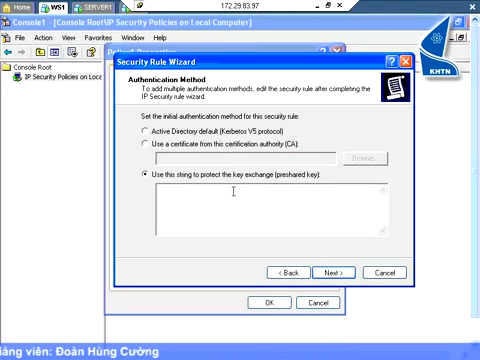 Home
WS1
SERVER1
172.29.83.97
Console1 - [Console Root\IP Security Policies on Local Computer]
File Action View Favorites Window Help
Console Root
IP Security Policies on Loca
KHTN
Security Rule Wizard
Authentication Method
To add multiple authentication methods, edit the security rule after completing the
IP Security rule wizard.
Set the initial authentication method for this security rule:
Active Directory default (Kerberos V5 protocol)
Use a certificate from this certification authority (CA):
Browse...
Use this string to protect the key exchange (preshared key):
< Back
Next >
Cancel
OK
Cancel
iảng viên: Đoàn Hùng Cường